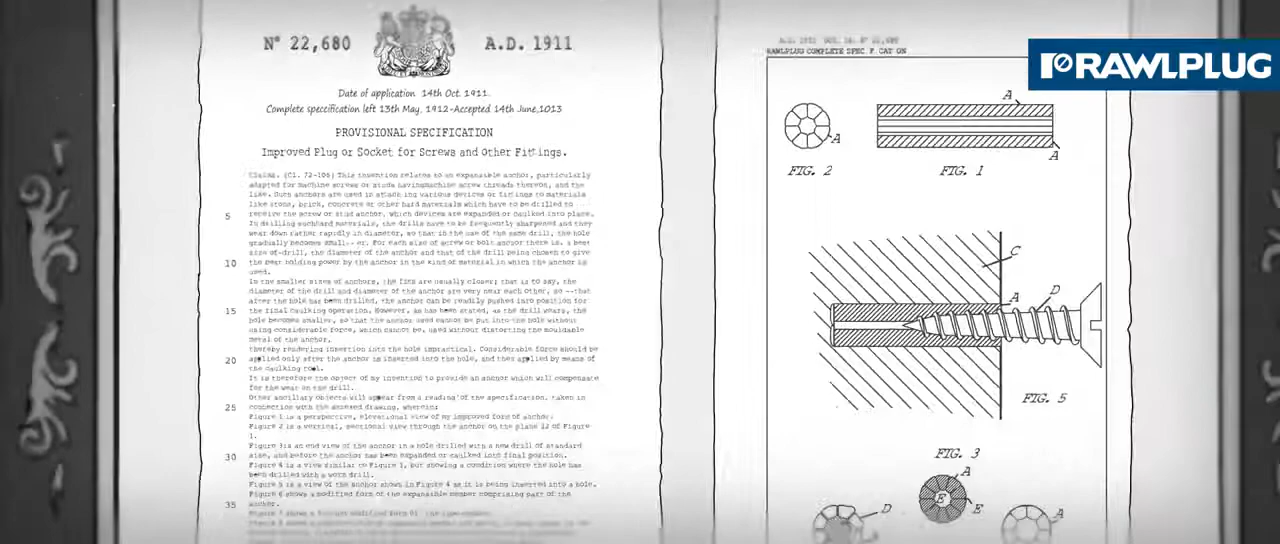 Nº 22,680
A.D. 1911
Date of application 14th Oct. 1911.
Complete specification left 13th May, 1912-Accepted 14th June,1013
PROVISIONAL SPECIFICATION
Improved Plug or Socket for Screws and Other Fittings.
Claims. (Cl. 72-106) This invention relates to an expansible anchor, particularly
adapted for machine screws or studs havingmachine screw threads thereon, and the
like. Such anchors are used in attaching various devices or fittings to materials
like stone, brick, concrete or other hard materials which have to be drilled to
5 receive the screw or stud anchor, which devices are expanded or caulked into place.
In drilling suchhard materials, the drills have to be frequently sharpened and they
wear down rather rapidly in diameter, so that in the use of the same drill, the hole
gradually becomes small-- er. For each size of screw or bolt anchor there is. a best
size of-drill, the diameter of the anchor and that of the drill being chosen to give
10 the best holding power by the anchor in the kind of material in which the anchor is
used.
In the smaller sizes of anchors, the fits are usually closer; that is to say, the
diameter of the drill and diameter of the anchor are very near each other, so --that
after the hole has been drilled, the anchor can be readily pushed into position for
15 the final caulking operation. However, as has been stated, as the drill wears, the
hole becomes smaller, so that the anchor used cannot be put into the hole without
using considerable force, which cannot be, used without distorting the mouldable
metal of the anchor,
thereby rendering insertion into the hole impractical. Considerable force should be
20 applied only after the anchor is inserted into the hole, and then applied by means of
the caulking tool.
It is therefore the object of my invention to provide an anchor which will compensate
for the wear on the drill.
Other ancillary objects will appear from a reading of the specification. taken in
25 connection with the annexed drawing, wherein:
Figure 1 is a perspective, elevational view of my improved form of anchor.
Figure 2 is a vertical, sectional view through the anchor on the plane 12 of Figure
1.
Figure 3 is an end view of the anchor in a hole drilled with a new drill of standard
30 size, and before the anchor has been expanded or caulked into final position.
Figure 4 is a view similar to Figure 1, but showing a condition where the hole has
been drilled with a worn drill.
Figure 5 is a view of the anchor shown in Figure 4 as it is being inserted into a hole.
Figure 6 shows a modified form of the expansible member comprising part of the
35 anchor.
RAWLPLUG COMPLETE SPEC
RAWLPLUG
A
A
A
FIG. 2
FIG. 1
C
A
D
FIG. 5
FIG. 3
A
E
E
D
A